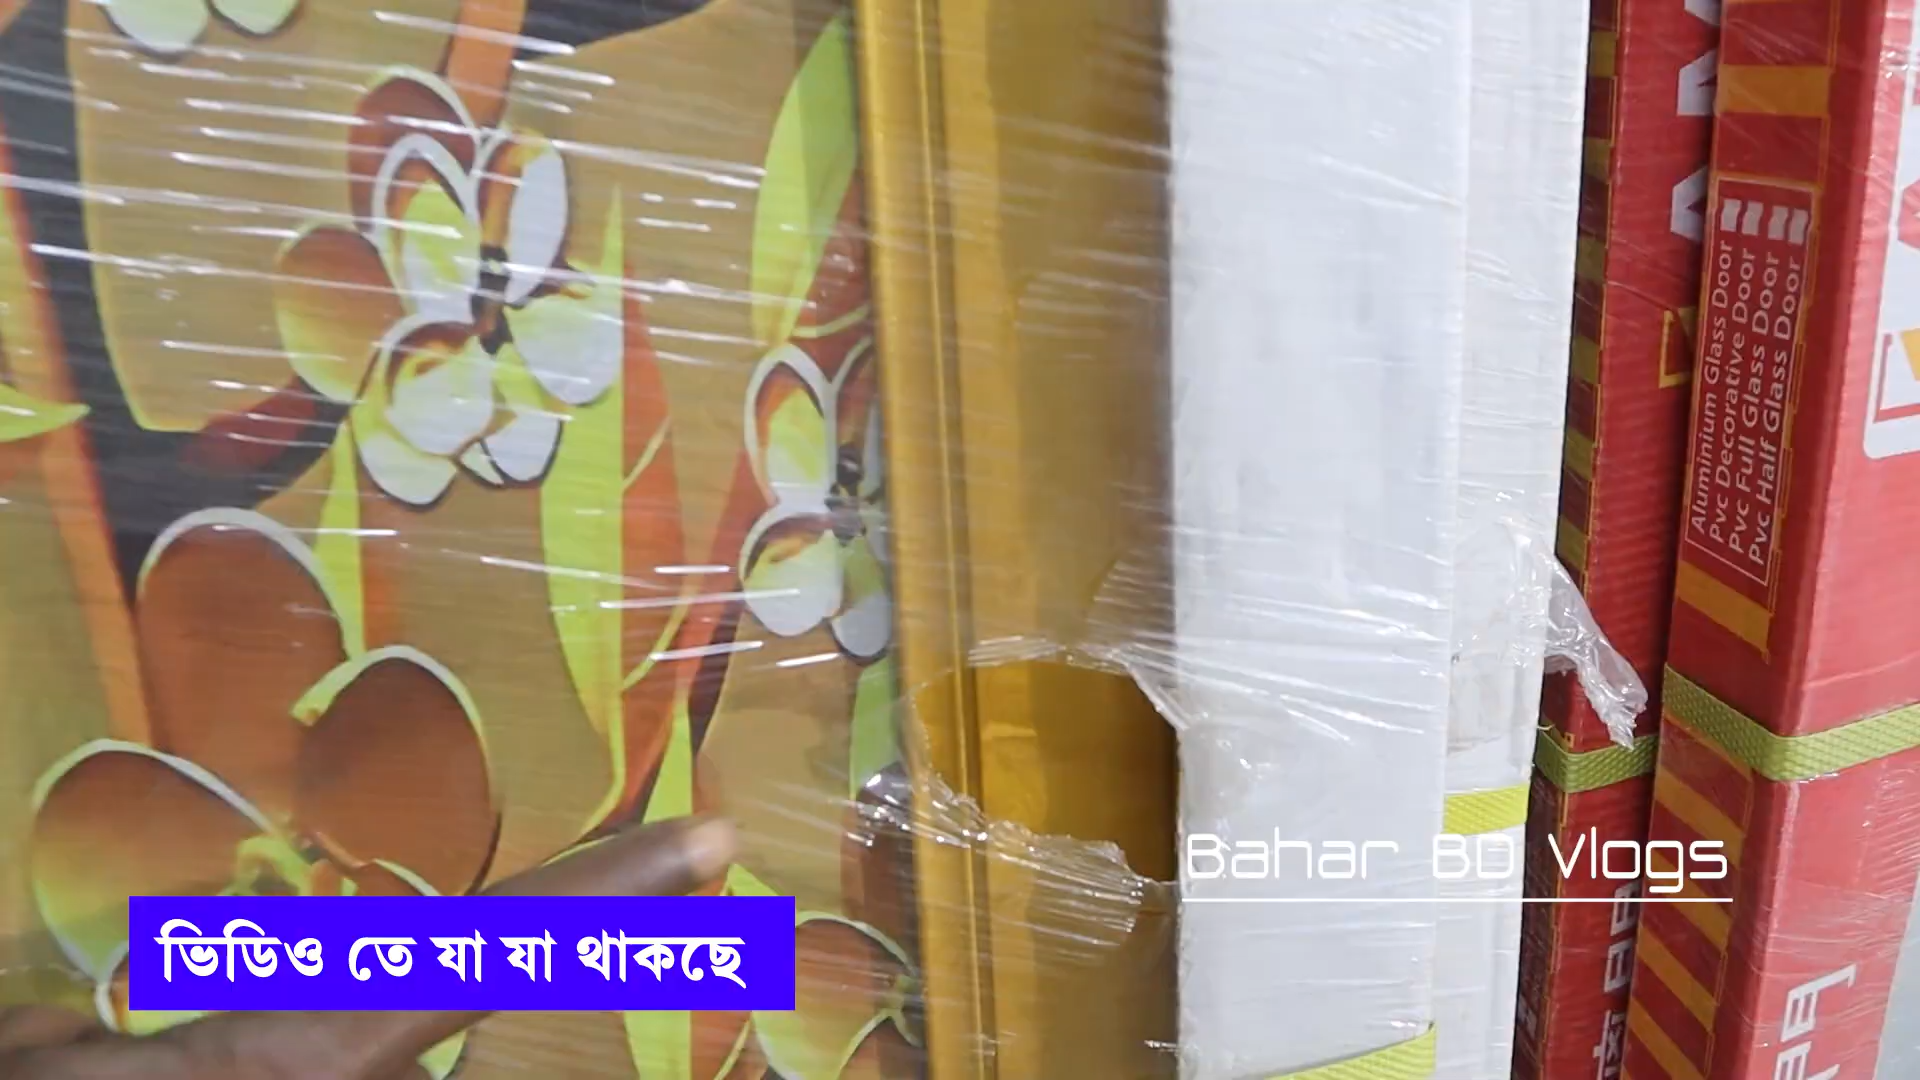 Aluminium Glass Door
Pvc Decorative Door
Pvc Full Glass Door
Pvc Half Glass Door
Bahar BD Vlogs
ভিডিও তে যা যা থাকছে